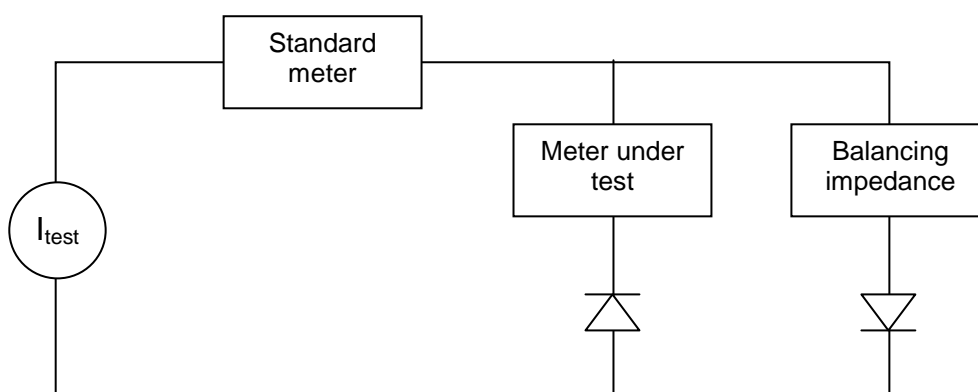 Standard
meter
Meter under
test
Balancing
impedance
Itest